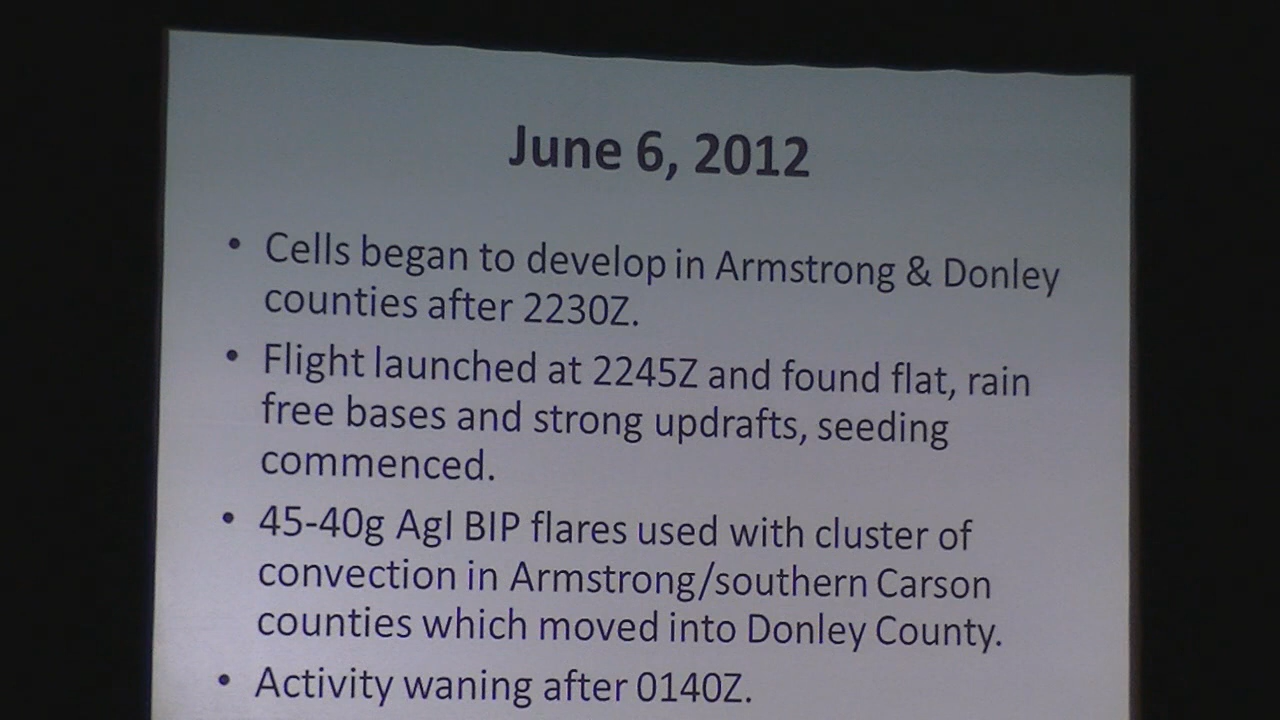 June 6, 2012
• Cells began to develop in Armstrong & Donley
counties after 2230Z.
• Flight launched at 2245Z and found flat, rain
free bases and strong updrafts, seeding
commenced.
• 45-40g AgI BIP flares used with cluster of
convection in Armstrong/southern Carson
counties which moved into Donley County.
• Activity waning after 0140Z.